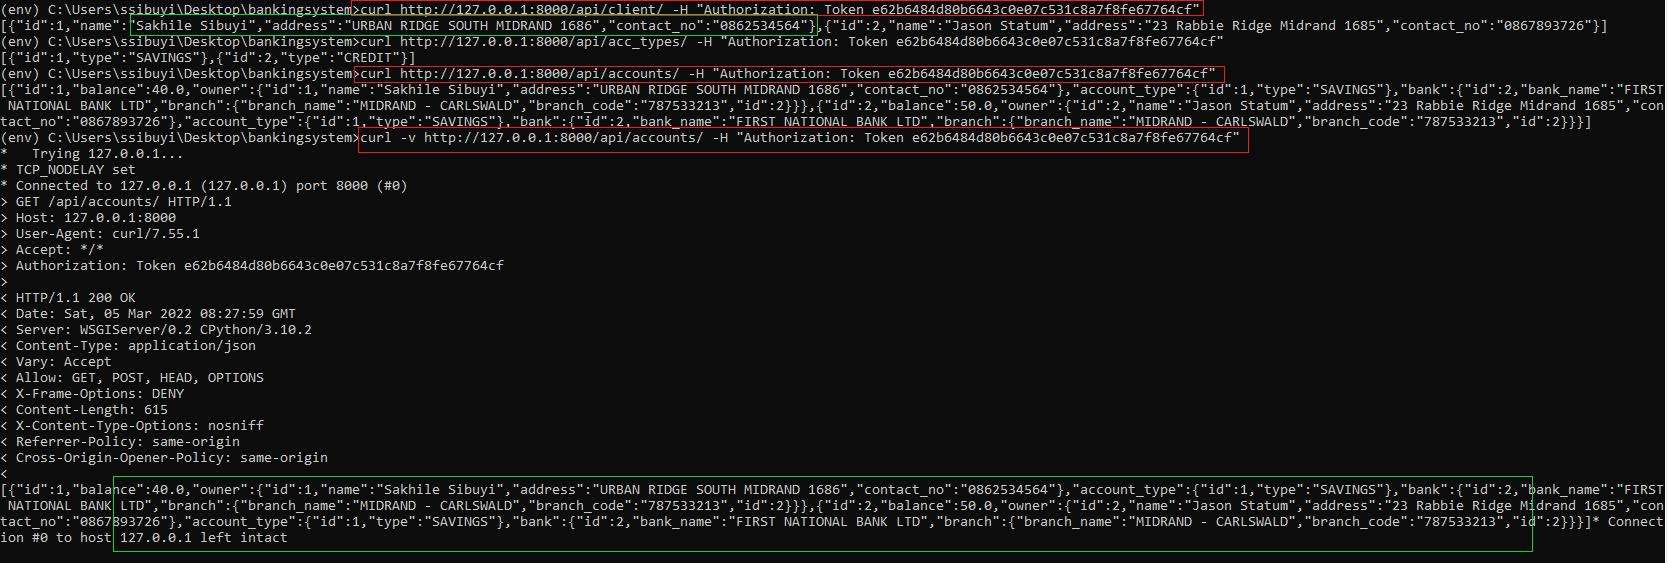 (env) C:\Users\ssibuyi\Desktop\bankingsystem>curl http://127.0.0.1:8000/api/client/ -H "Authorization: Token e62b6484d80b6643c0e07c531c8a7f8fe67764cf"
[{"id":1,"name":"Sakhile Sibuyi","address":"URBAN RIDGE SOUTH MIDRAND 1686","contact_no":"0862534564"},{"id":2,"name":"Jason Statum","address":"23 Rabbie Ridge Midrand 1685","contact_no":"0867893726"}]
(env) C:\Users\ssibuyi\Desktop\bankingsystem>curl http://127.0.0.1:8000/api/acc_types/ -H "Authorization: Token e62b6484d80b6643c0e07c531c8a7f8fe67764cf"
[{"id":1,"type":"SAVINGS"},{"id":2,"type":"CREDIT"}]
(env) C:\Users\ssibuyi\Desktop\bankingsystem>curl http://127.0.0.1:8000/api/accounts/ -H "Authorization: Token e62b6484d80b6643c0e07c531c8a7f8fe67764cf"
[{"id":1,"balance":40.0,"owner":{"id":1,"name":"Sakhile Sibuyi","address":"URBAN RIDGE SOUTH MIDRAND 1686","contact_no":"0862534564"},"account_type":{"id":1,"type":"SAVINGS"},"bank":{"id":2,"bank_name":"FIRST
 NATIONAL BANK LTD","branch":{"branch_name":"MIDRAND - CARLSWALD","branch_code":"787533213","id":2}}},{"id":2,"balance":50.0,"owner":{"id":2,"name":"Jason Statum","address":"23 Rabbie Ridge Midrand 1685","con
tact_no":"0867893726"},"account_type":{"id":1,"type":"SAVINGS"},"bank":{"id":2,"bank_name":"FIRST NATIONAL BANK LTD","branch":{"branch_name":"MIDRAND - CARLSWALD","branch_code":"787533213","id":2}}}]
(env) C:\Users\ssibuyi\Desktop\bankingsystem>curl -v http://127.0.0.1:8000/api/accounts/ -H "Authorization: Token e62b6484d80b6643c0e07c531c8a7f8fe67764cf"
*   Trying 127.0.0.1...
* TCP_NODELAY set
* Connected to 127.0.0.1 (127.0.0.1) port 8000 (#0)
> GET /api/accounts/ HTTP/1.1
> Host: 127.0.0.1:8000
> User-Agent: curl/7.55.1
> Accept: */*
> Authorization: Token e62b6484d80b6643c0e07c531c8a7f8fe67764cf
>
< HTTP/1.1 200 OK
< Date: Sat, 05 Mar 2022 08:27:59 GMT
< Server: WSGIServer/0.2 CPython/3.10.2
< Content-Type: application/json
< Vary: Accept
< Allow: GET, POST, HEAD, OPTIONS
< X-Frame-Options: DENY
< Content-Length: 615
< X-Content-Type-Options: nosniff
< Referrer-Policy: same-origin
< Cross-Origin-Opener-Policy: same-origin
<
[{"id":1,"balance":40.0,"owner":{"id":1,"name":"Sakhile Sibuyi","address":"URBAN RIDGE SOUTH MIDRAND 1686","contact_no":"0862534564"},"account_type":{"id":1,"type":"SAVINGS"},"bank":{"id":2,"bank_name":"FIRST
 NATIONAL BANK LTD","branch":{"branch_name":"MIDRAND - CARLSWALD","branch_code":"787533213","id":2}}},{"id":2,"balance":50.0,"owner":{"id":2,"name":"Jason Statum","address":"23 Rabbie Ridge Midrand 1685","con
tact_no":"0867893726"},"account_type":{"id":1,"type":"SAVINGS"},"bank":{"id":2,"bank_name":"FIRST NATIONAL BANK LTD","branch":{"branch_name":"MIDRAND - CARLSWALD","branch_code":"787533213","id":2}}}]* Connect
ion #0 to host 127.0.0.1 left intact